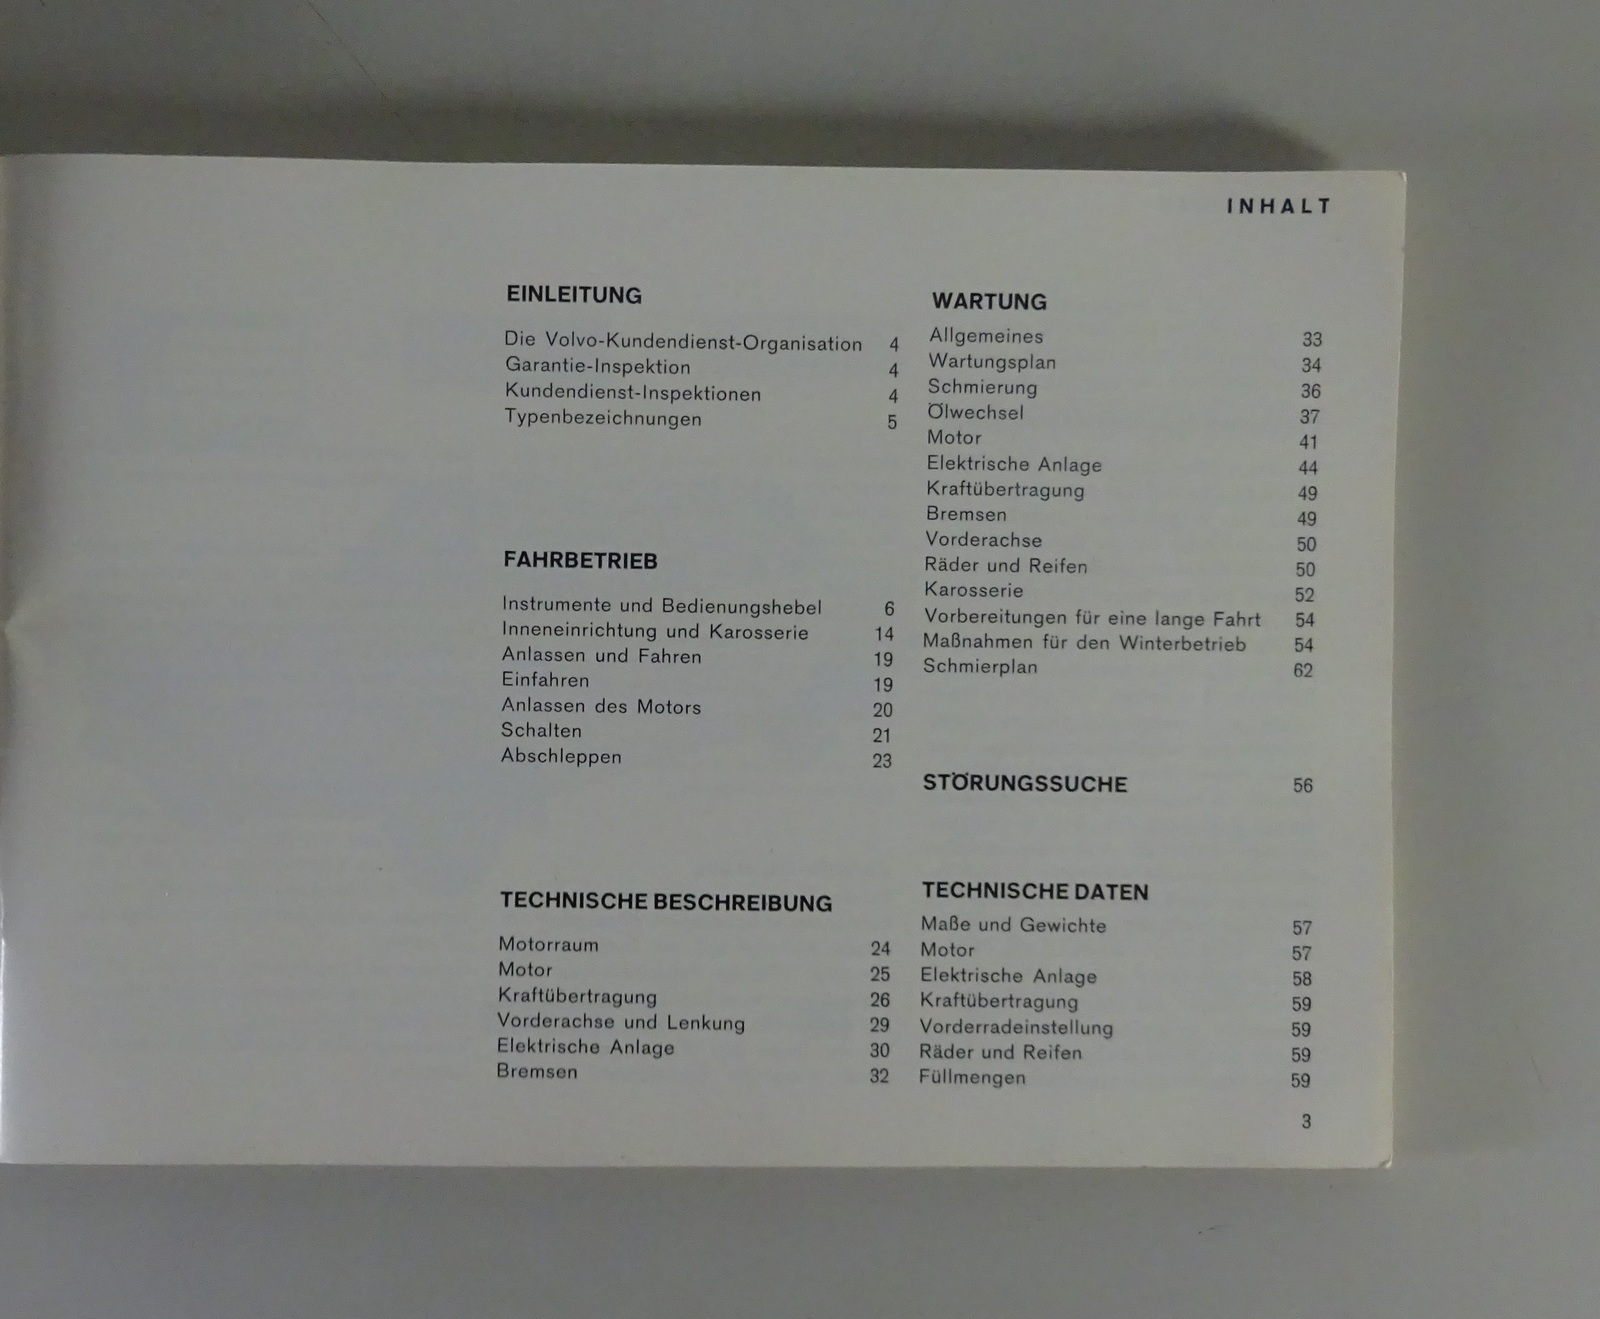 INHALT
EINLEITUNG
Die Volvo-Kundendienst-Organisation 4
Garantie-Inspektion 4
Kundendienst-Inspektionen 4
Typenbezeichnungen 5
FAHRBETRIEB
Instrumente und Bedienungshebel 6
Inneneinrichtung und Karosserie 14
Anlassen und Fahren 19
Einfahren 19
Anlassen des Motors 20
Schalten 21
Abschleppen 23
TECHNISCHE BESCHREIBUNG
Motorraum 24
Motor 25
Kraftübertragung 26
Vorderachse und Lenkung 29
Elektrische Anlage 30
Bremsen 32
WARTUNG
Allgemeines 33
Wartungsplan 34
Schmierung 36
Ölwechsel 37
Motor 41
Elektrische Anlage 44
Kraftübertragung 49
Bremsen 49
Vorderachse 50
Räder und Reifen 50
Karosserie 52
Vorbereitungen für eine lange Fahrt 54
Maßnahmen für den Winterbetrieb 54
Schmierplan 62
STÖRUNGSSUCHE 56
TECHNISCHE DATEN
Maße und Gewichte 57
Motor 57
Elektrische Anlage 58
Kraftübertragung 59
Vorderradeinstellung 59
Räder und Reifen 59
Füllmengen 59
3